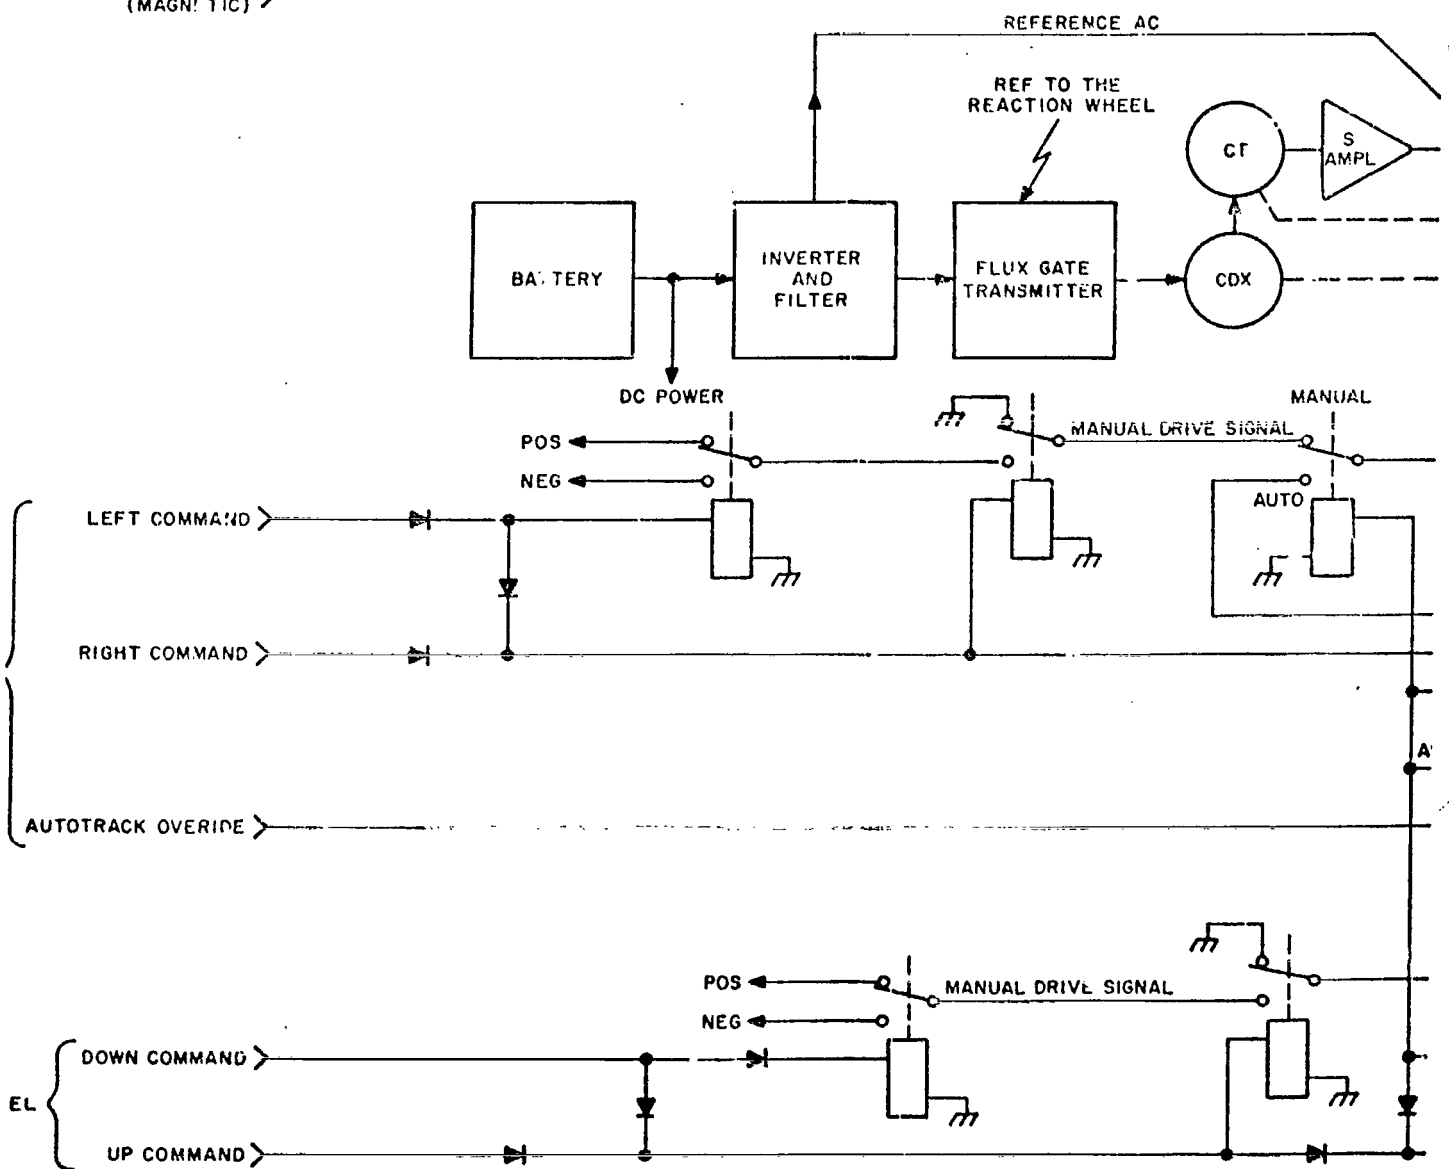 REFERENCE AC
REF TO THE
REACTION WHEEL
CT
S
AMPL
BATTERY
INVERTER
AND
FILTER
FLUX GATE
TRANSMITTER
CDX
DC POWER
MANUAL
POS
MANUAL DRIVE SIGNAL
NEG
AUTO
LEFT COMMAND
RIGHT COMMAND
AUTOTRACK OVERIDE
POS
MANUAL DRIVE SIGNAL
NEG
DOWN COMMAND
EL
UP COMMAND